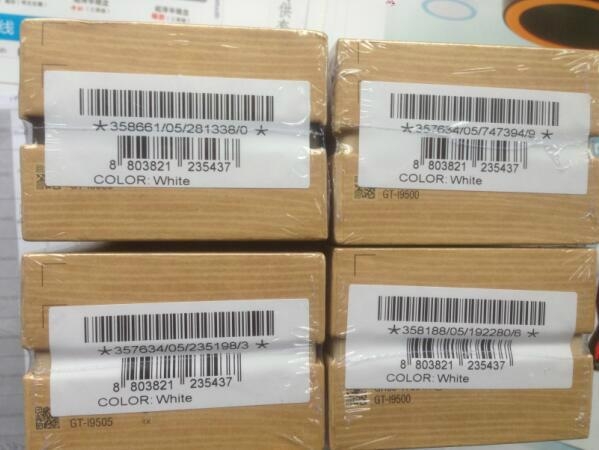 *358661/05/281338/0 *
8 803821 235437
COLOR: White
*357634/05/747394/9 *
8 803821 235437
COLOR: White
GT-I9500
*357634/05/235198/3 *
8 803821 235437
COLOR: White
GT-I9505
*358188/05/192280/6 *
8 803821 235437
COLOR: White
GT-I9500